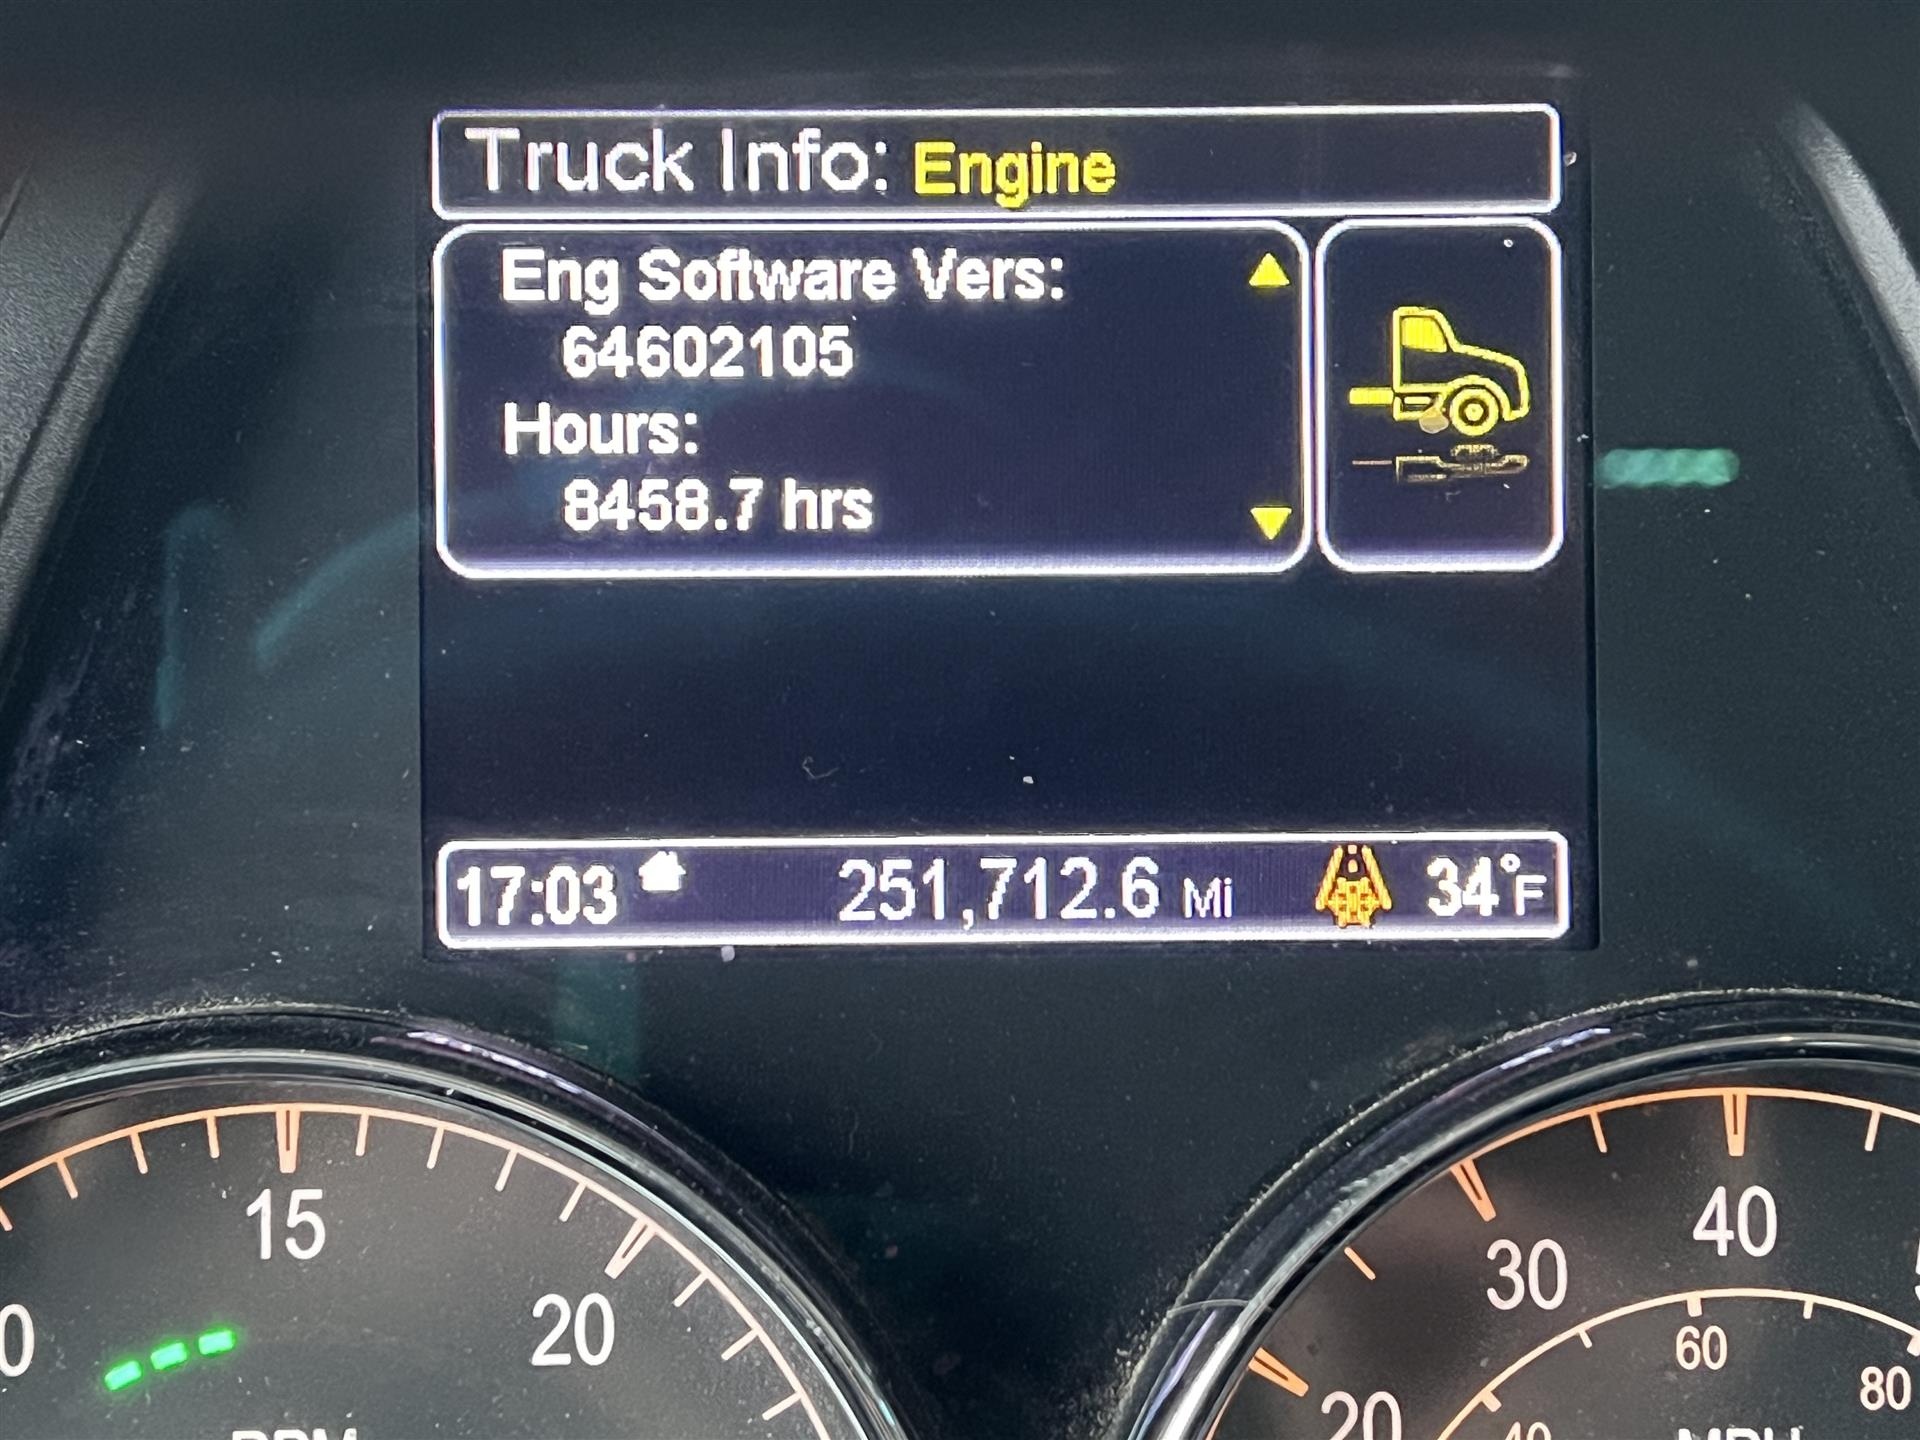 Truck Info: Engine
Eng Software Vers:
64602105
Hours:
8458.7 hrs
17:03 251,712.6 Mi 34°F
15
20
30
40
20
60
80